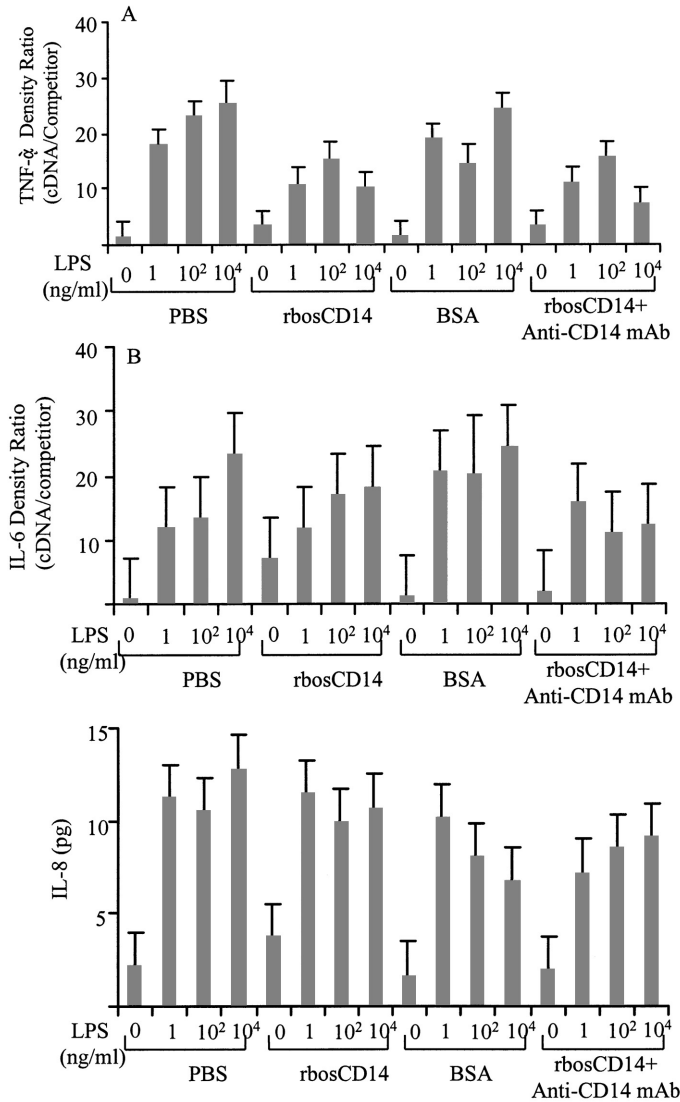 A
40
30
20
10
TNF-α Density Ratio
(cDNA/Competitor)
LPS
(ng/ml)
0 1 10² 10⁴ 0 1 10² 10⁴ 0 1 10² 10⁴ 0 1 10² 10⁴
PBS rbosCD14 BSA rbosCD14+
Anti-CD14 mAb
B
40
30
20
10
IL-6 Density Ratio
(cDNA/competitor)
LPS
(ng/ml)
0 1 10² 10⁴ 0 1 10² 10⁴ 0 1 10² 10⁴ 0 1 10² 10⁴
PBS rbosCD14 BSA rbosCD14+
Anti-CD14 mAb
15
10
5
IL-8 (pg)
LPS
(ng/ml)
0 1 10² 10⁴ 0 1 10² 10⁴ 0 1 10² 10⁴ 0 1 10² 10⁴
PBS rbosCD14 BSA rbosCD14+
Anti-CD14 mAb